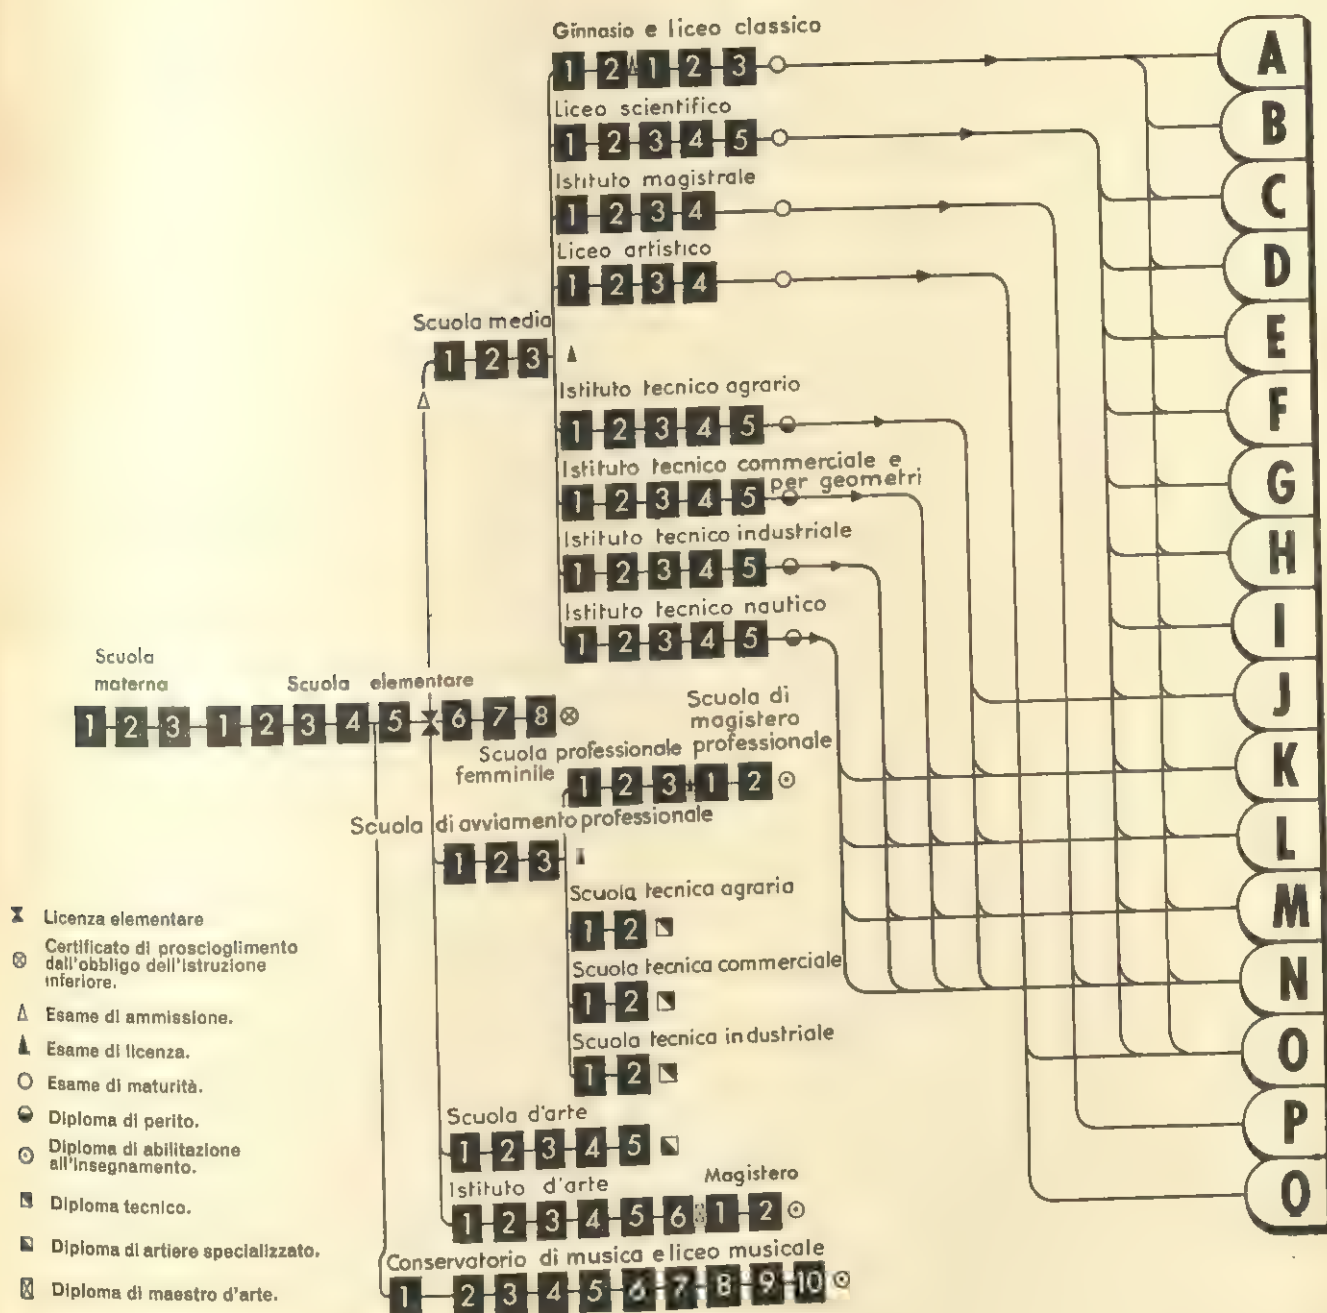 Ginnasio e liceo classico
1 2 1 2 3
A
Liceo scientifico
1 2 3 4 5
B
Istituto magistrale
1 2 3 4
C
Liceo artistico
1 2 3 4
D
E
Scuola media
1 2 3
Istituto tecnico agrario
1 2 3 4 5
F
Istituto tecnico commerciale e
per geometri
1 2 3 4 5
G
Istituto tecnico industriale
1 2 3 4 5
H
Istituto tecnico nautico
1 2 3 4 5
I
Scuola
materna
Scuola elementare
1 2 3 1 2 3 4 5 6 7 8
J
Scuola di
magistero
professionale
Scuola professionale
femminile
1 2 3 1 2
K
Scuola di avviamento professionale
1 2 3
L
Scuola tecnica agraria
1 2
M
Scuola tecnica commerciale
1 2
N
Scuola tecnica industriale
1 2
O
Scuola d'arte
1 2 3 4 5
P
Istituto d'arte
Magistero
1 2 3 4 5 6 1 2
Q
Conservatorio di musica e liceo musicale
1 2 3 4 5 6 7 8 9 10
Licenza elementare
Certificato di proscioglimento
dall'obbligo dell'istruzione
inferiore.
Esame di ammissione.
Esame di licenza.
Esame di maturità.
Diploma di perito.
Diploma di abilitazione
all'insegnamento.
Diploma tecnico.
Diploma di artiere specializzato.
Diploma di maestro d'arte.